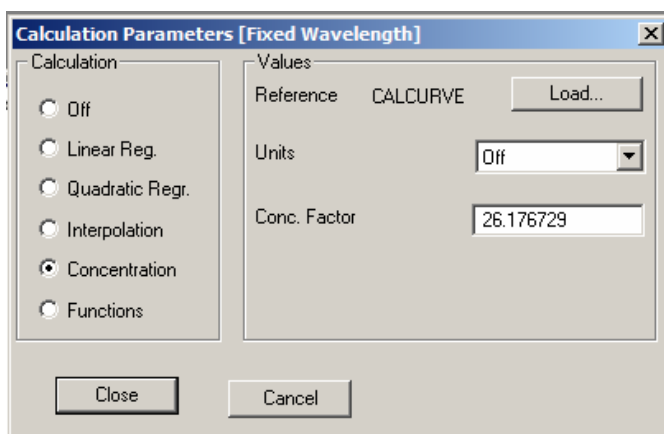 Calculation Parameters [Fixed Wavelength]
Calculation
Off
Linear Reg.
Quadratic Regr.
Interpolation
Concentration
Functions
Values
Reference CALCURVE Load...
Units Off
Conc. Factor 26.176729
Close Cancel